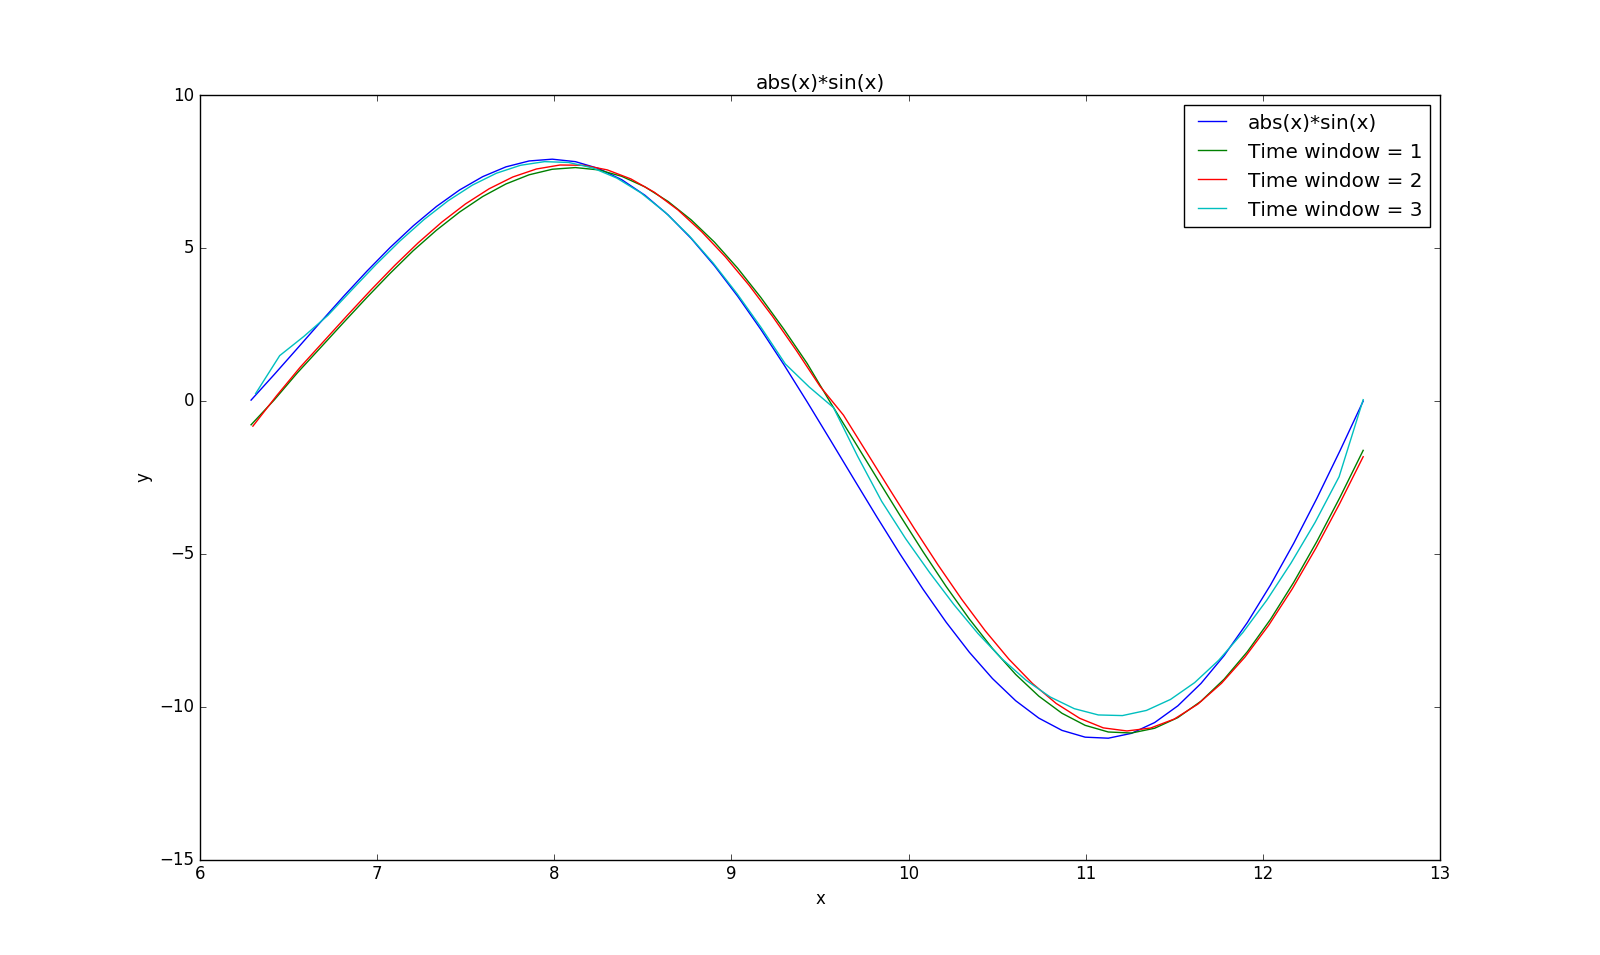 abs(x)*sin(x)
10
5
0
−5
−10
−15
y
6
7
8
9
10
11
12
13
x
abs(x)*sin(x)
Time window = 1
Time window = 2
Time window = 3